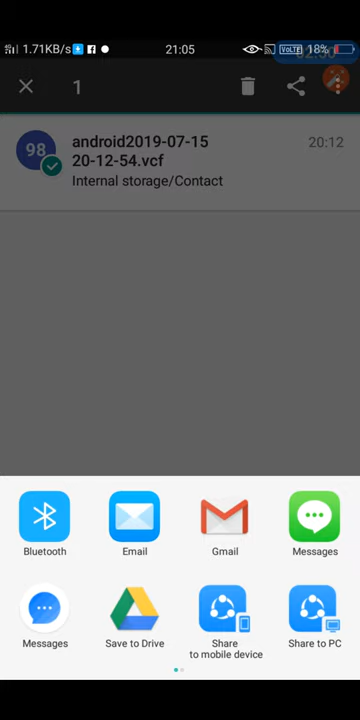 1.71KB/s
21:05
VoLTE
18%
1
98
android2019-07-15
20-12-54.vcf
20:12
Internal storage/Contact
Bluetooth
Email
Gmail
Messages
Messages
Save to Drive
Share
to mobile device
Share to PC